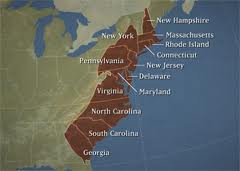 New Hampshire
New York
Massachusetts
Rhode Island
Connecticut
Pennsylvania
New Jersey
Delaware
Virginia
Maryland
North Carolina
South Carolina
Georgia